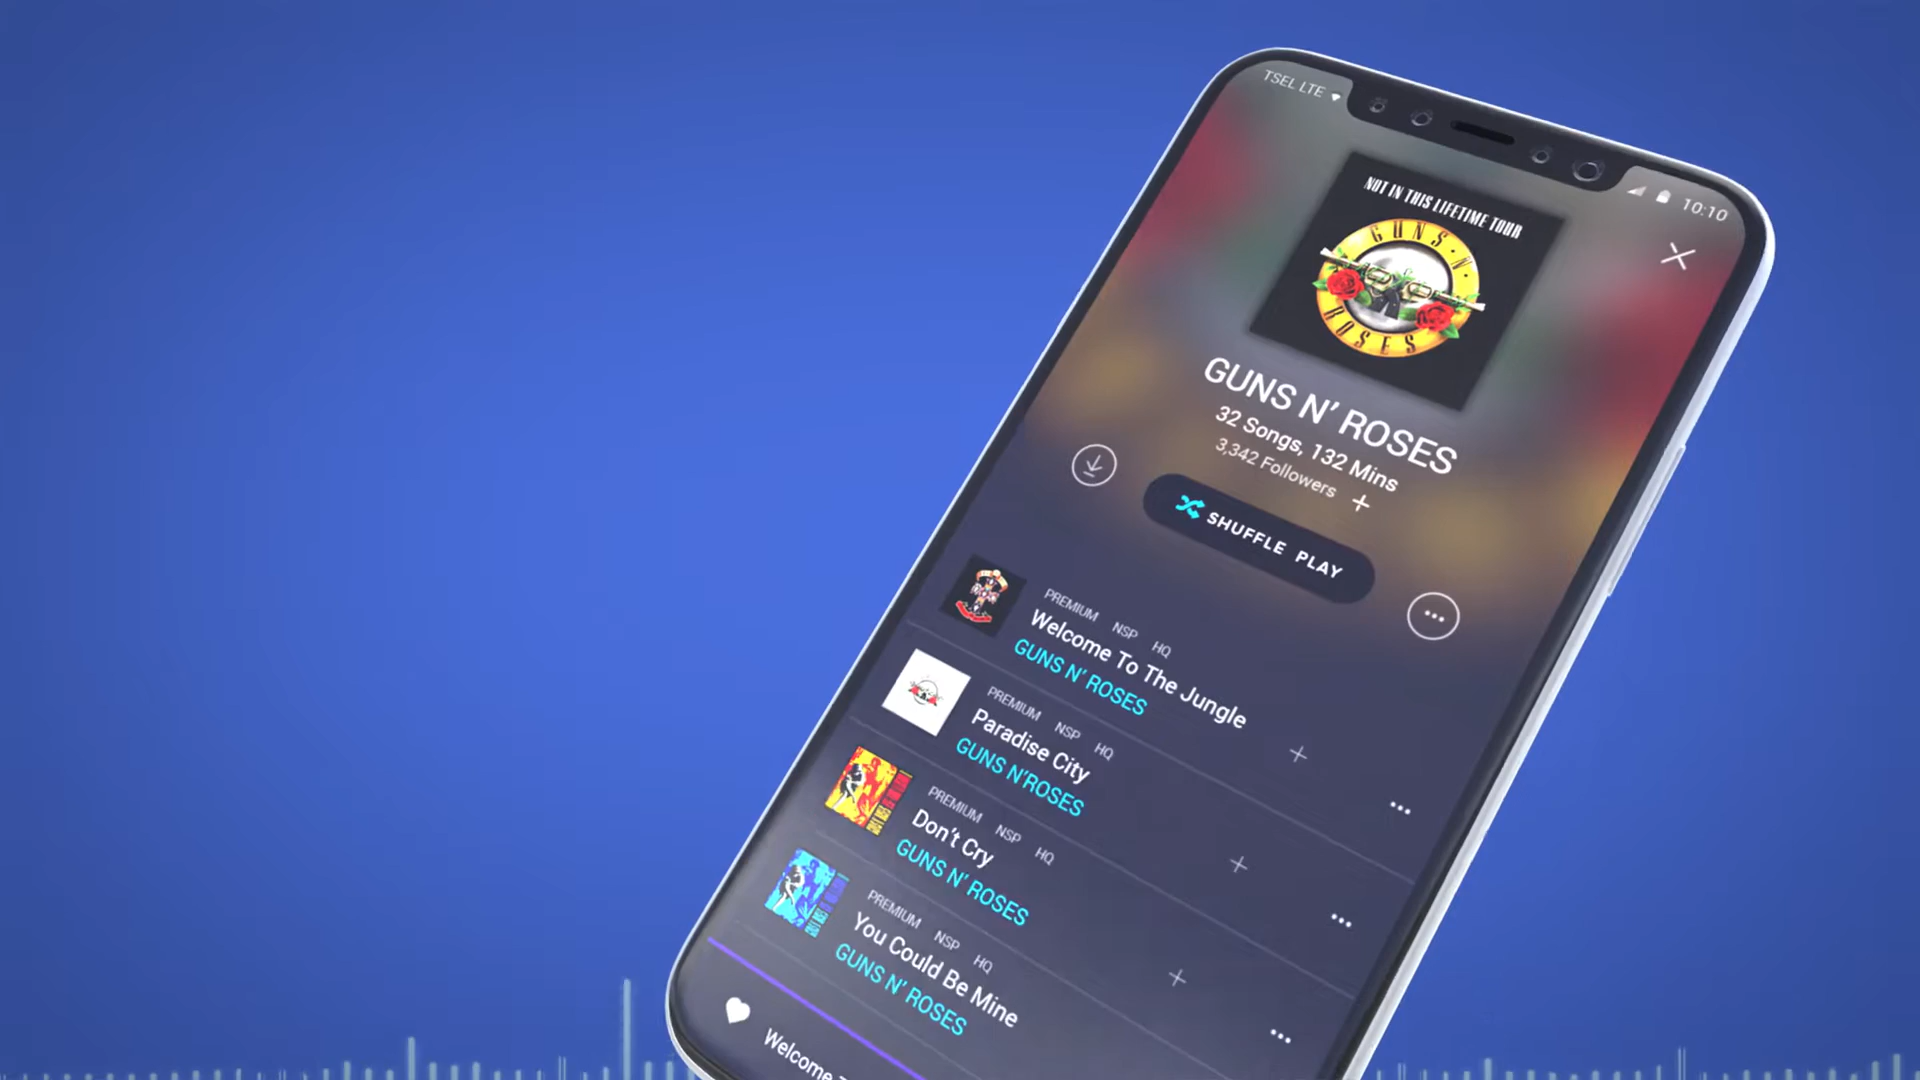 TSEL LTE
10:10
NOT IN THIS LIFETIME TOUR
GUNS N'
ROSES
GUNS N' ROSES
32 Songs, 132 Mins
3,342 Followers +
SHUFFLE PLAY
PREMIUM NSP HQ
Welcome To The Jungle
GUNS N' ROSES
PREMIUM NSP HQ
Paradise City
GUNS N'ROSES
PREMIUM NSP HQ
Don't Cry
GUNS N' ROSES
PREMIUM NSP HQ
You Could Be Mine
GUNS N' ROSES
Welcome